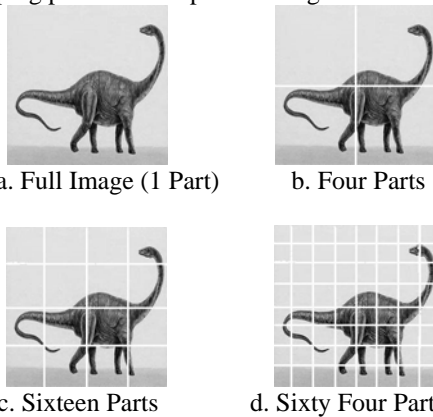 a. Full Image (1 Part)
b. Four Parts
c. Sixteen Parts
d. Sixty Four Part